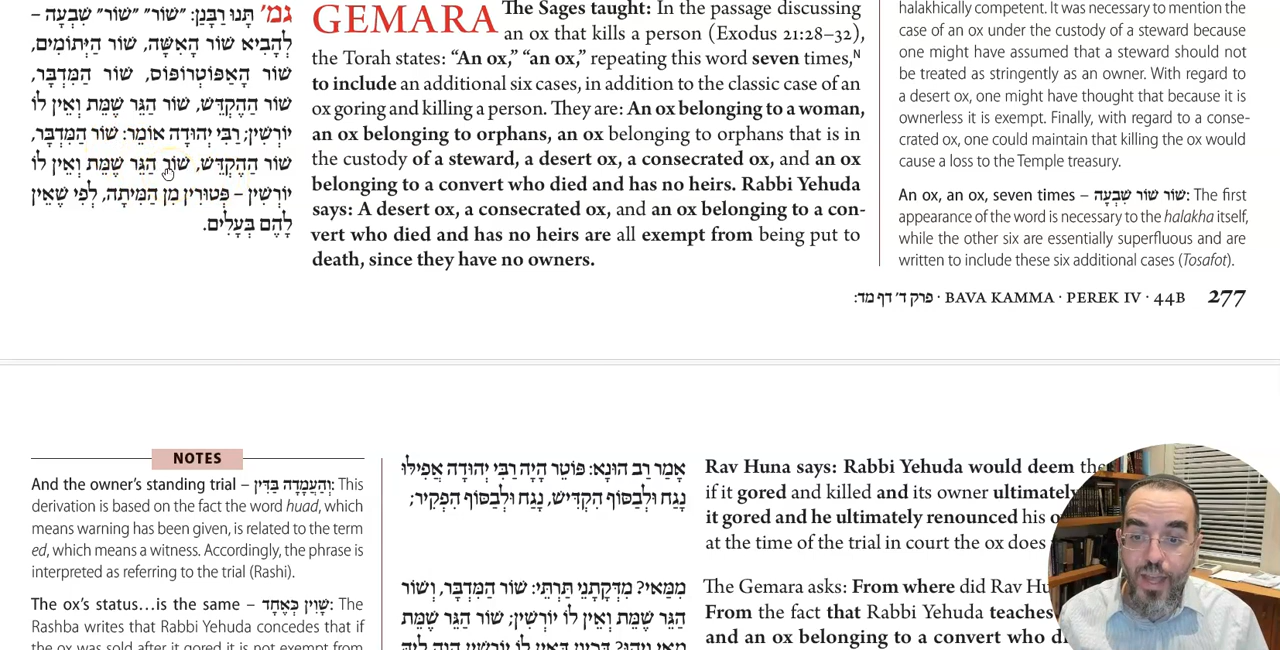 גמ׳ תָּנוּ רַבָּנַן: ״שׁוֹר״ ״שׁוֹר״ שִׁבְעָה –
לְהָבִיא שׁוֹר הָאִשָּׁה, שׁוֹר הַיְּתוֹמִים,
שׁוֹר הָאַפּוֹטְרוֹפּוֹס, שׁוֹר הַמִּדְבָּר,
שׁוֹר הַהֶקְדֵּשׁ, שׁוֹר הַגֵּר שֶׁמֵּת וְאֵין לוֹ
יוֹרְשִׁין; רַבִּי יְהוּדָה אוֹמֵר: שׁוֹר הַמִּדְבָּר,
שׁוֹר הַהֶקְדֵּשׁ, שׁוֹר הַגֵּר שֶׁמֵּת וְאֵין לוֹ
יוֹרְשִׁין – פְּטוּרִין מִן הַמִּיתָה, לְפִי שֶׁאֵין
לָהֶם בְּעָלִים.
GEMARA The Sages taught: In the passage discussing
an ox that kills a person (Exodus 21:28–32),
the Torah states: “An ox,” “an ox,” repeating this word seven times,ᴺ
to include an additional six cases, in addition to the classic case of an
ox goring and killing a person. They are: An ox belonging to a woman,
an ox belonging to orphans, an ox belonging to orphans that is in
the custody of a steward, a desert ox, a consecrated ox, and an ox
belonging to a convert who died and has no heirs. Rabbi Yehuda
says: A desert ox, a consecrated ox, and an ox belonging to a con-
vert who died and has no heirs are all exempt from being put to
death, since they have no owners.
halakhically competent. It was necessary to mention the
case of an ox under the custody of a steward because
one might have assumed that a steward should not
be treated as stringently as an owner. With regard to
a desert ox, one might have thought that because it is
ownerless it is exempt. Finally, with regard to a conse-
crated ox, one could maintain that killing the ox would
cause a loss to the Temple treasury.
An ox, an ox, seven times – שׁוֹר שׁוֹר שִׁבְעָה: The first
appearance of the word is necessary to the halakha itself,
while the other six are essentially superfluous and are
written to include these six additional cases (Tosafot).
פרק ד׳ דף מד: · BAVA KAMMA · PEREK IV · 44B 277
NOTES
And the owner’s standing trial – וְהַעֲמָדָה בַּדִּין: This
derivation is based on the fact the word huad, which
means warning has been given, is related to the term
ed, which means a witness. Accordingly, the phrase is
interpreted as referring to the trial (Rashi).
The ox’s status…is the same – שָׁוִין כְּאֶחָד: The
Rashba writes that Rabbi Yehuda concedes that if
the ox was sold after it gored it is not exempt from
אָמַר רַב הוּנָא: פּוֹטֵר הָיָה רַבִּי יְהוּדָה אֲפִילּוּ
נָגַח וּלְבַסּוֹף הִקְדִּישׁ, נָגַח וּלְבַסּוֹף הִפְקִיר;
מִמַּאי? מִדְּקָתָנֵי תַּרְתֵּי: שׁוֹר הַמִּדְבָּר, וְשׁוֹר
הַגֵּר שֶׁמֵּת וְאֵין לוֹ יוֹרְשִׁין; שׁוֹר הַגֵּר שֶׁמֵּת
Rav Huna says: Rabbi Yehuda would deem the
if it gored and killed and its owner ultimately
it gored and he ultimately renounced his
at the time of the trial in court the ox does
The Gemara asks: From where did Rav
From the fact that Rabbi Yehuda teaches
and an ox belonging to a convert who